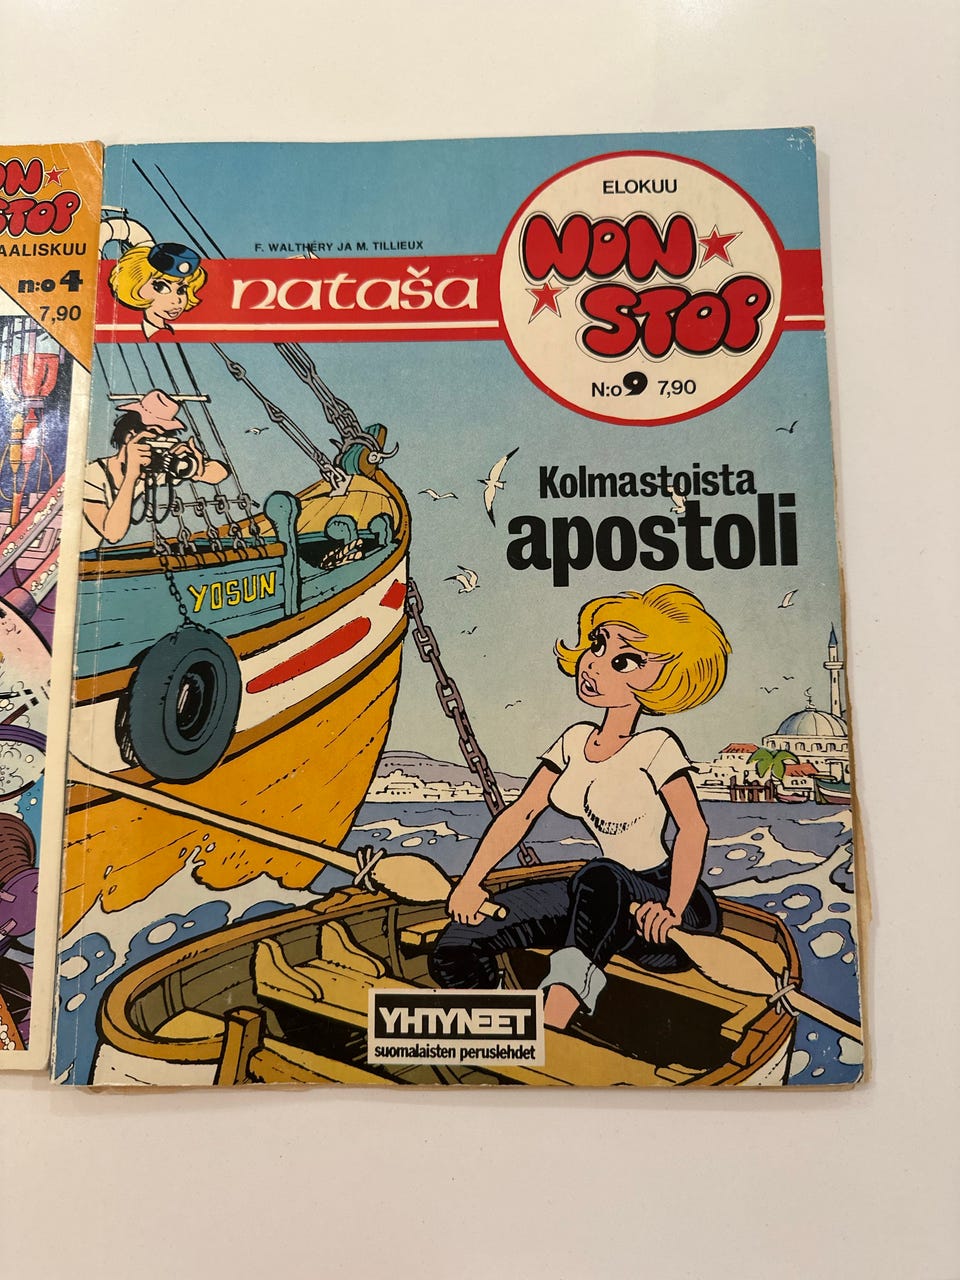 ON
STOP
AALISKUU
n:o 4
7,90
ELOKUU
NON
STOP
N:o 9 7,90
F. WALTHÉRY JA M. TILLIEUX
nataša
Kolmastoista
apostoli
YOSUN
YHTYNEET
suomalaisten peruslehdet